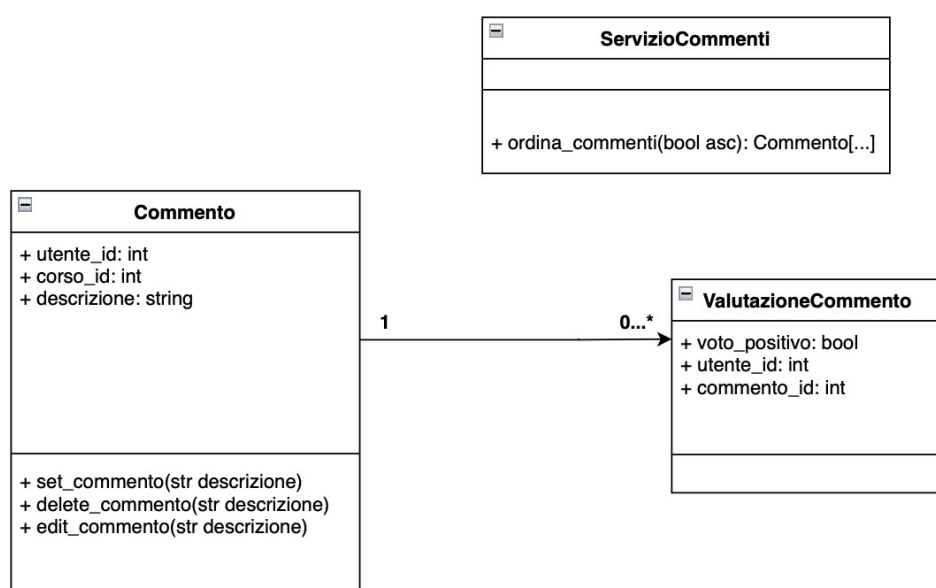 ServizioCommenti
+ ordina_commenti(bool asc): Commento[...]
Commento
+ utente_id: int
+ corso_id: int
+ descrizione: string
+ set_commento(str descrizione)
+ delete_commento(str descrizione)
+ edit_commento(str descrizione)
1
0...*
ValutazioneCommento
+ voto_positivo: bool
+ utente_id: int
+ commento_id: int